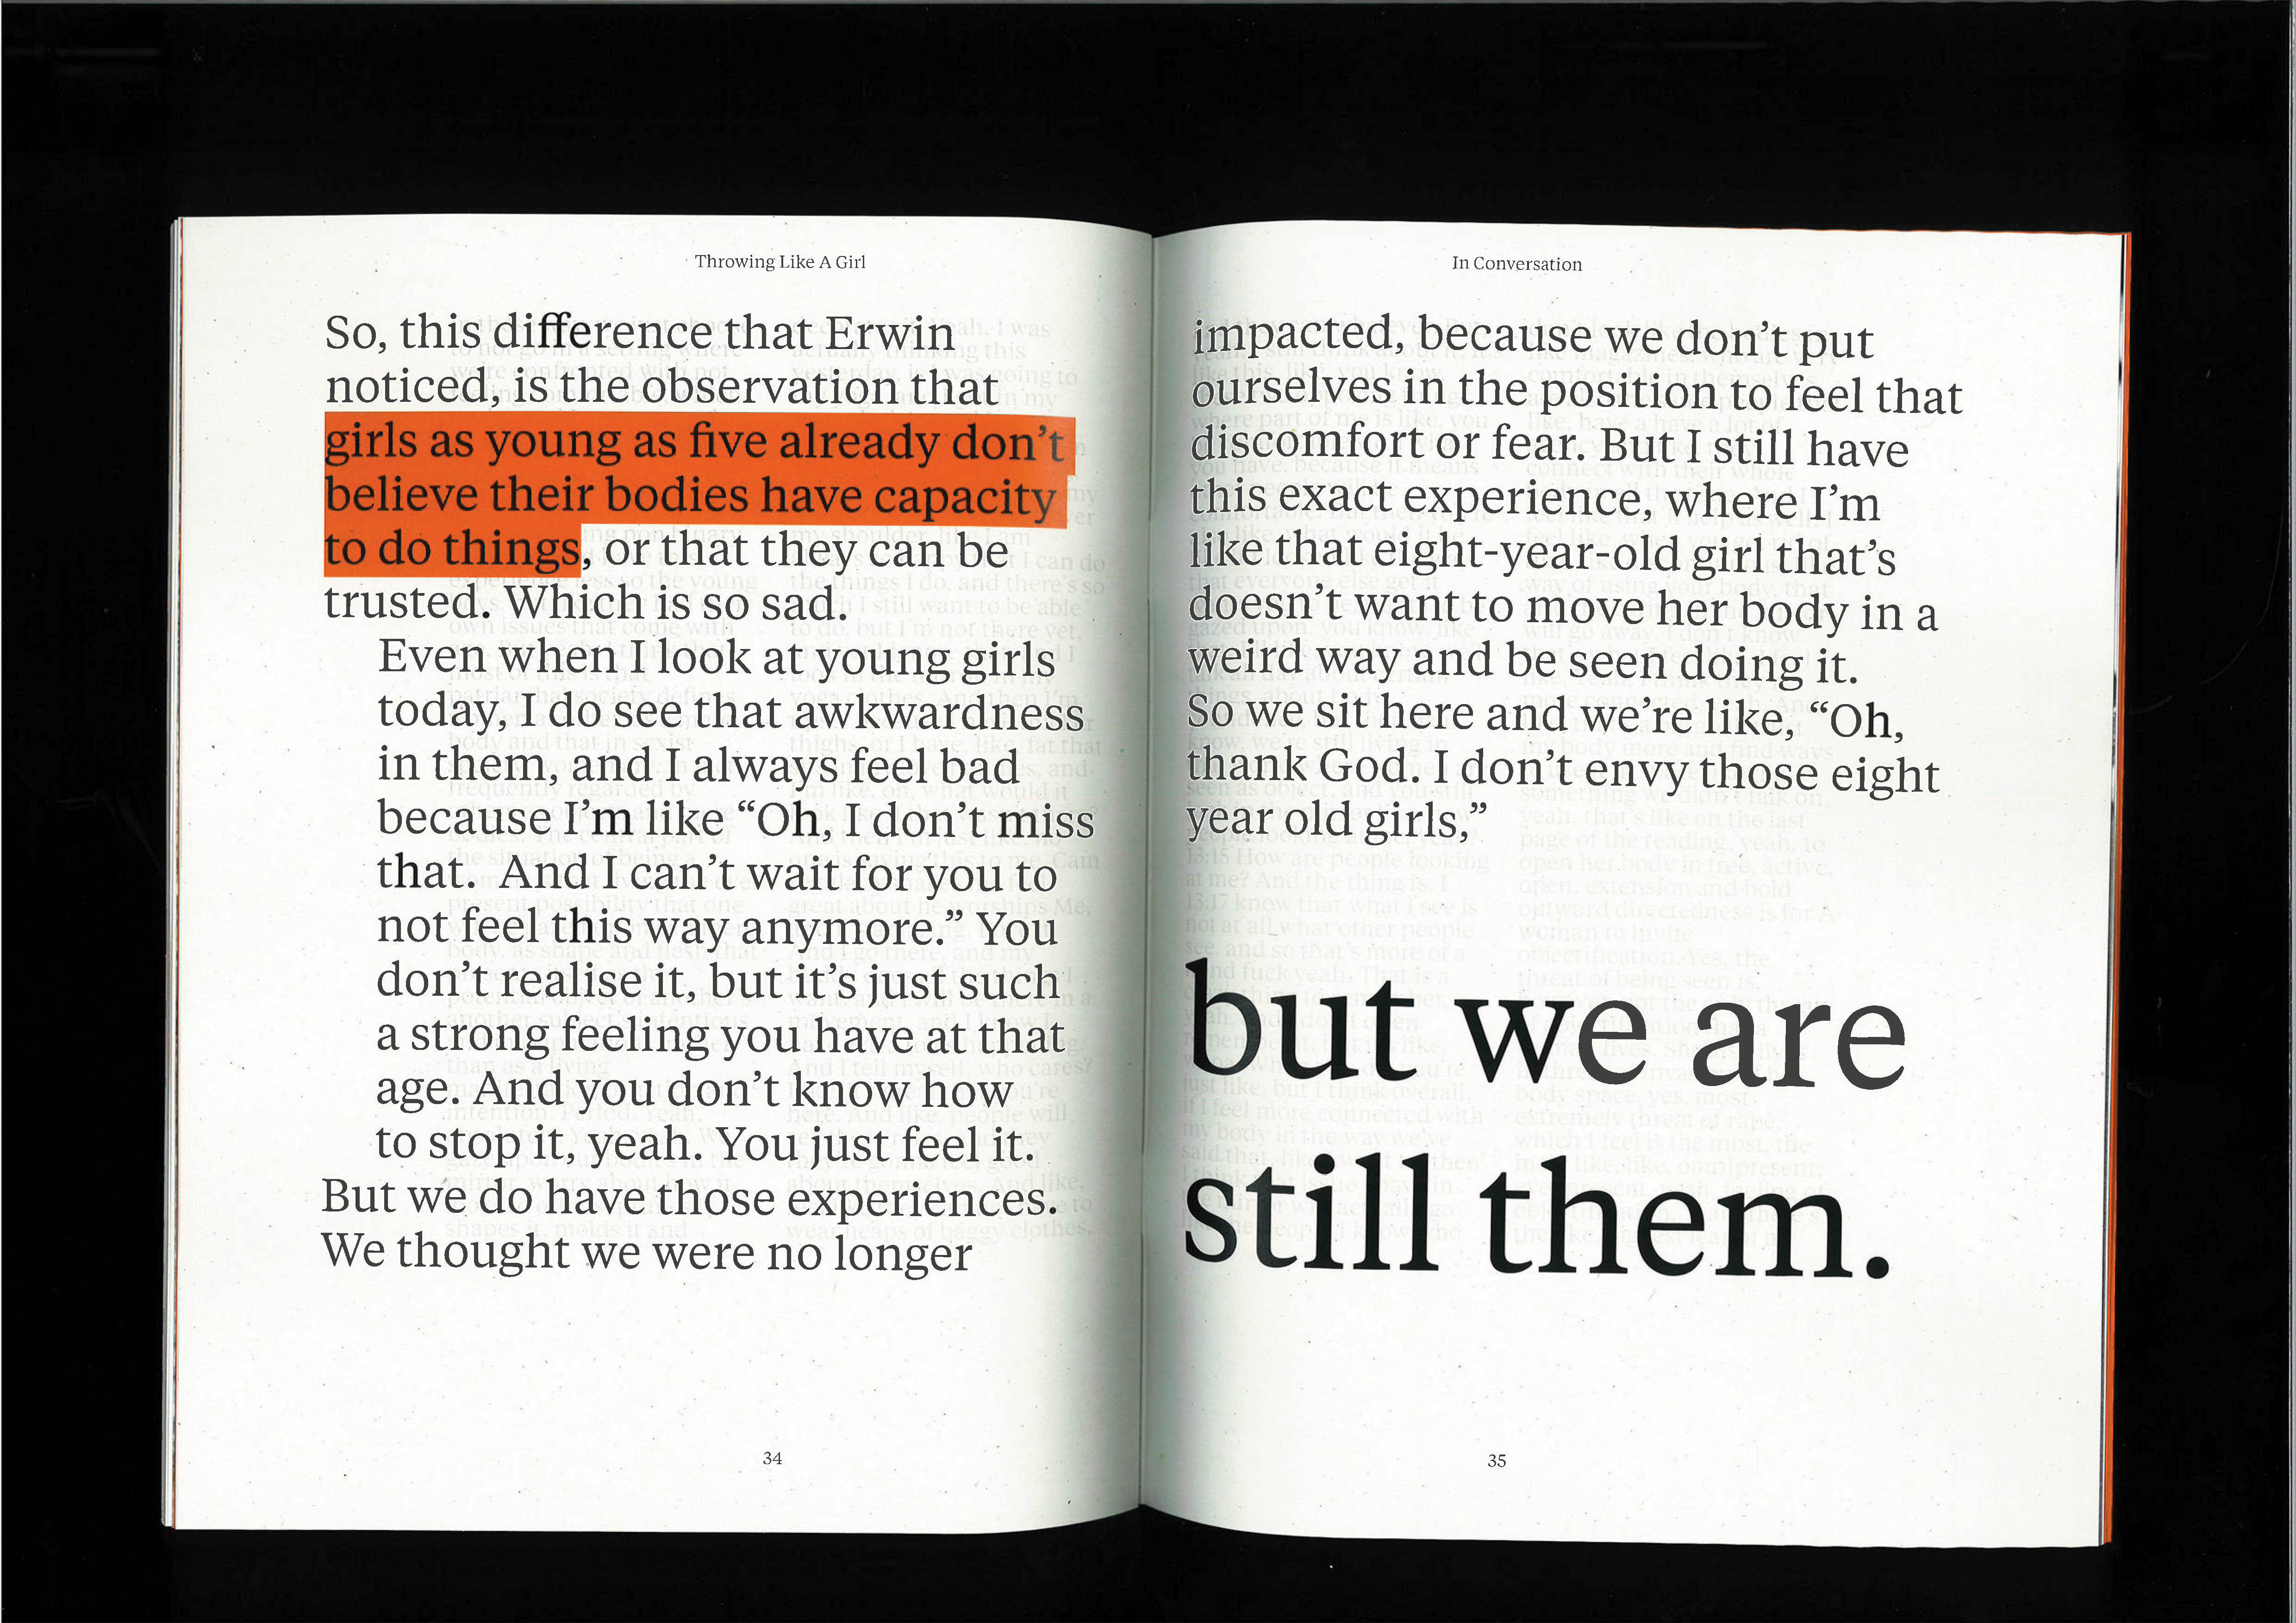 Throwing Like A Girl
So, this difference that Erwin
noticed, is the observation that
girls as young as five already don't
believe their bodies have capacity
to do things, or that they can be
trusted. Which is so sad.
Even when I look at young girls
today, I do see that awkwardness
in them, and I always feel bad
because I'm like “Oh, I don't miss
that. And I can't wait for you to
not feel this way anymore.” You
don't realise it, but it's just such
a strong feeling you have at that
age. And you don't know how
to stop it, yeah. You just feel it.
But we do have those experiences.
We thought we were no longer
34
In Conversation
impacted, because we don't put
ourselves in the position to feel that
discomfort or fear. But I still have
this exact experience, where I'm
like that eight-year-old girl that's
doesn't want to move her body in a
weird way and be seen doing it.
So we sit here and we're like, “Oh,
thank God. I don't envy those eight
year old girls,”
but we are
still them.
35